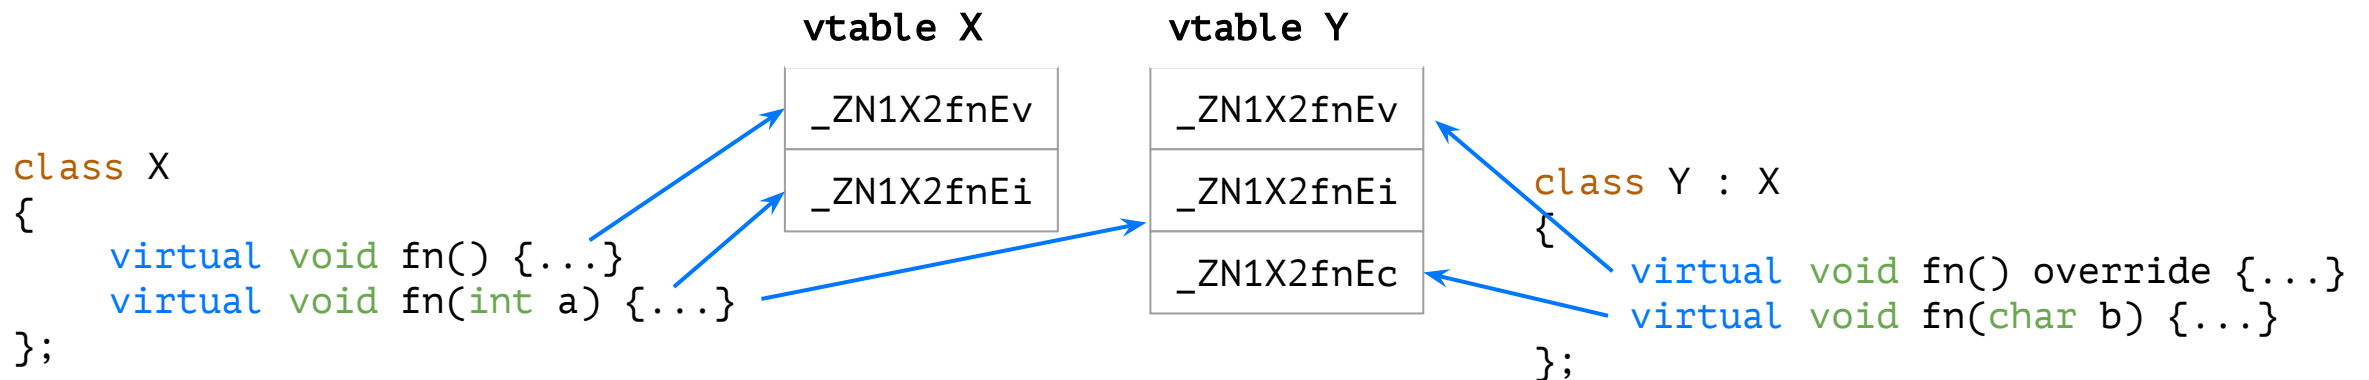 vtable X
vtable Y
_ZN1X2fnEv
_ZN1X2fnEi
_ZN1X2fnEv
_ZN1X2fnEi
_ZN1X2fnEc
class X
{
    virtual void fn() {...}
    virtual void fn(int a) {...}
};
class Y : X
{
    virtual void fn() override {...}
    virtual void fn(char b) {...}
};